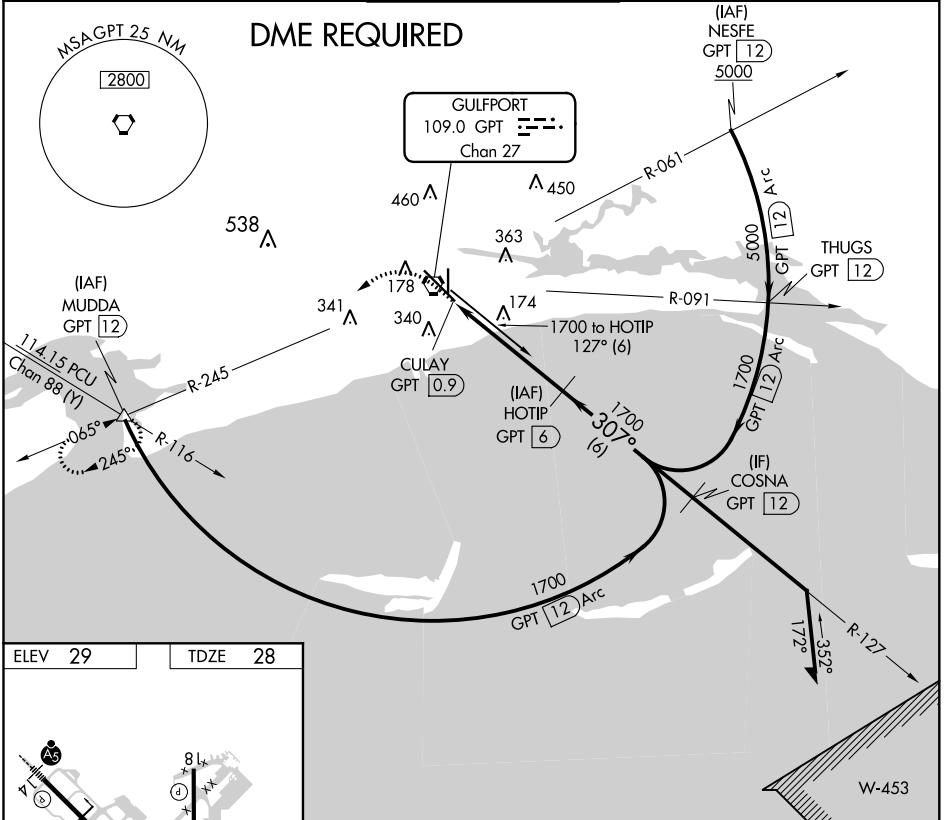 DME REQUIRED
MSA GPT 25 NM
2800
(IAF)
NESFE
GPT 12
5000
GULFPORT
109.0 GPT
Chan 27
R-061
460
450
538
363
5000
GPT 12 Arc
THUGS
GPT 12
178
R-091
(IAF)
MUDDA
GPT 12
341
340
174
1700 to HOTIP
127° (6)
114.15 PCU
Chan 88 (Y)
R-245
CULAY
GPT 0.9
(IAF)
HOTIP
GPT 6
1700
307°
(6)
1700
GPT 12 Arc
065°
245°
R-116
(IF)
COSNA
GPT 12
1700
GPT 12 Arc
172°
352°
R-127
W-453
ELEV 29
TDZE 28
A5
14
P
18
P